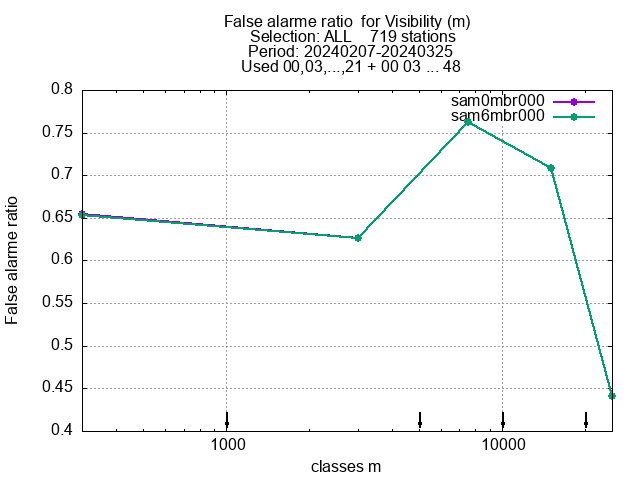 False alarme ratio  for Visibility (m)
Selection: ALL    719 stations
Period: 20240207-20240325
Used 00,03,...,21 + 00 03 ... 48
sam0mbr000
sam6mbr000
0.8
0.75
0.7
0.65
0.6
0.55
0.5
0.45
0.4
False alarme ratio
1000
10000
classes m